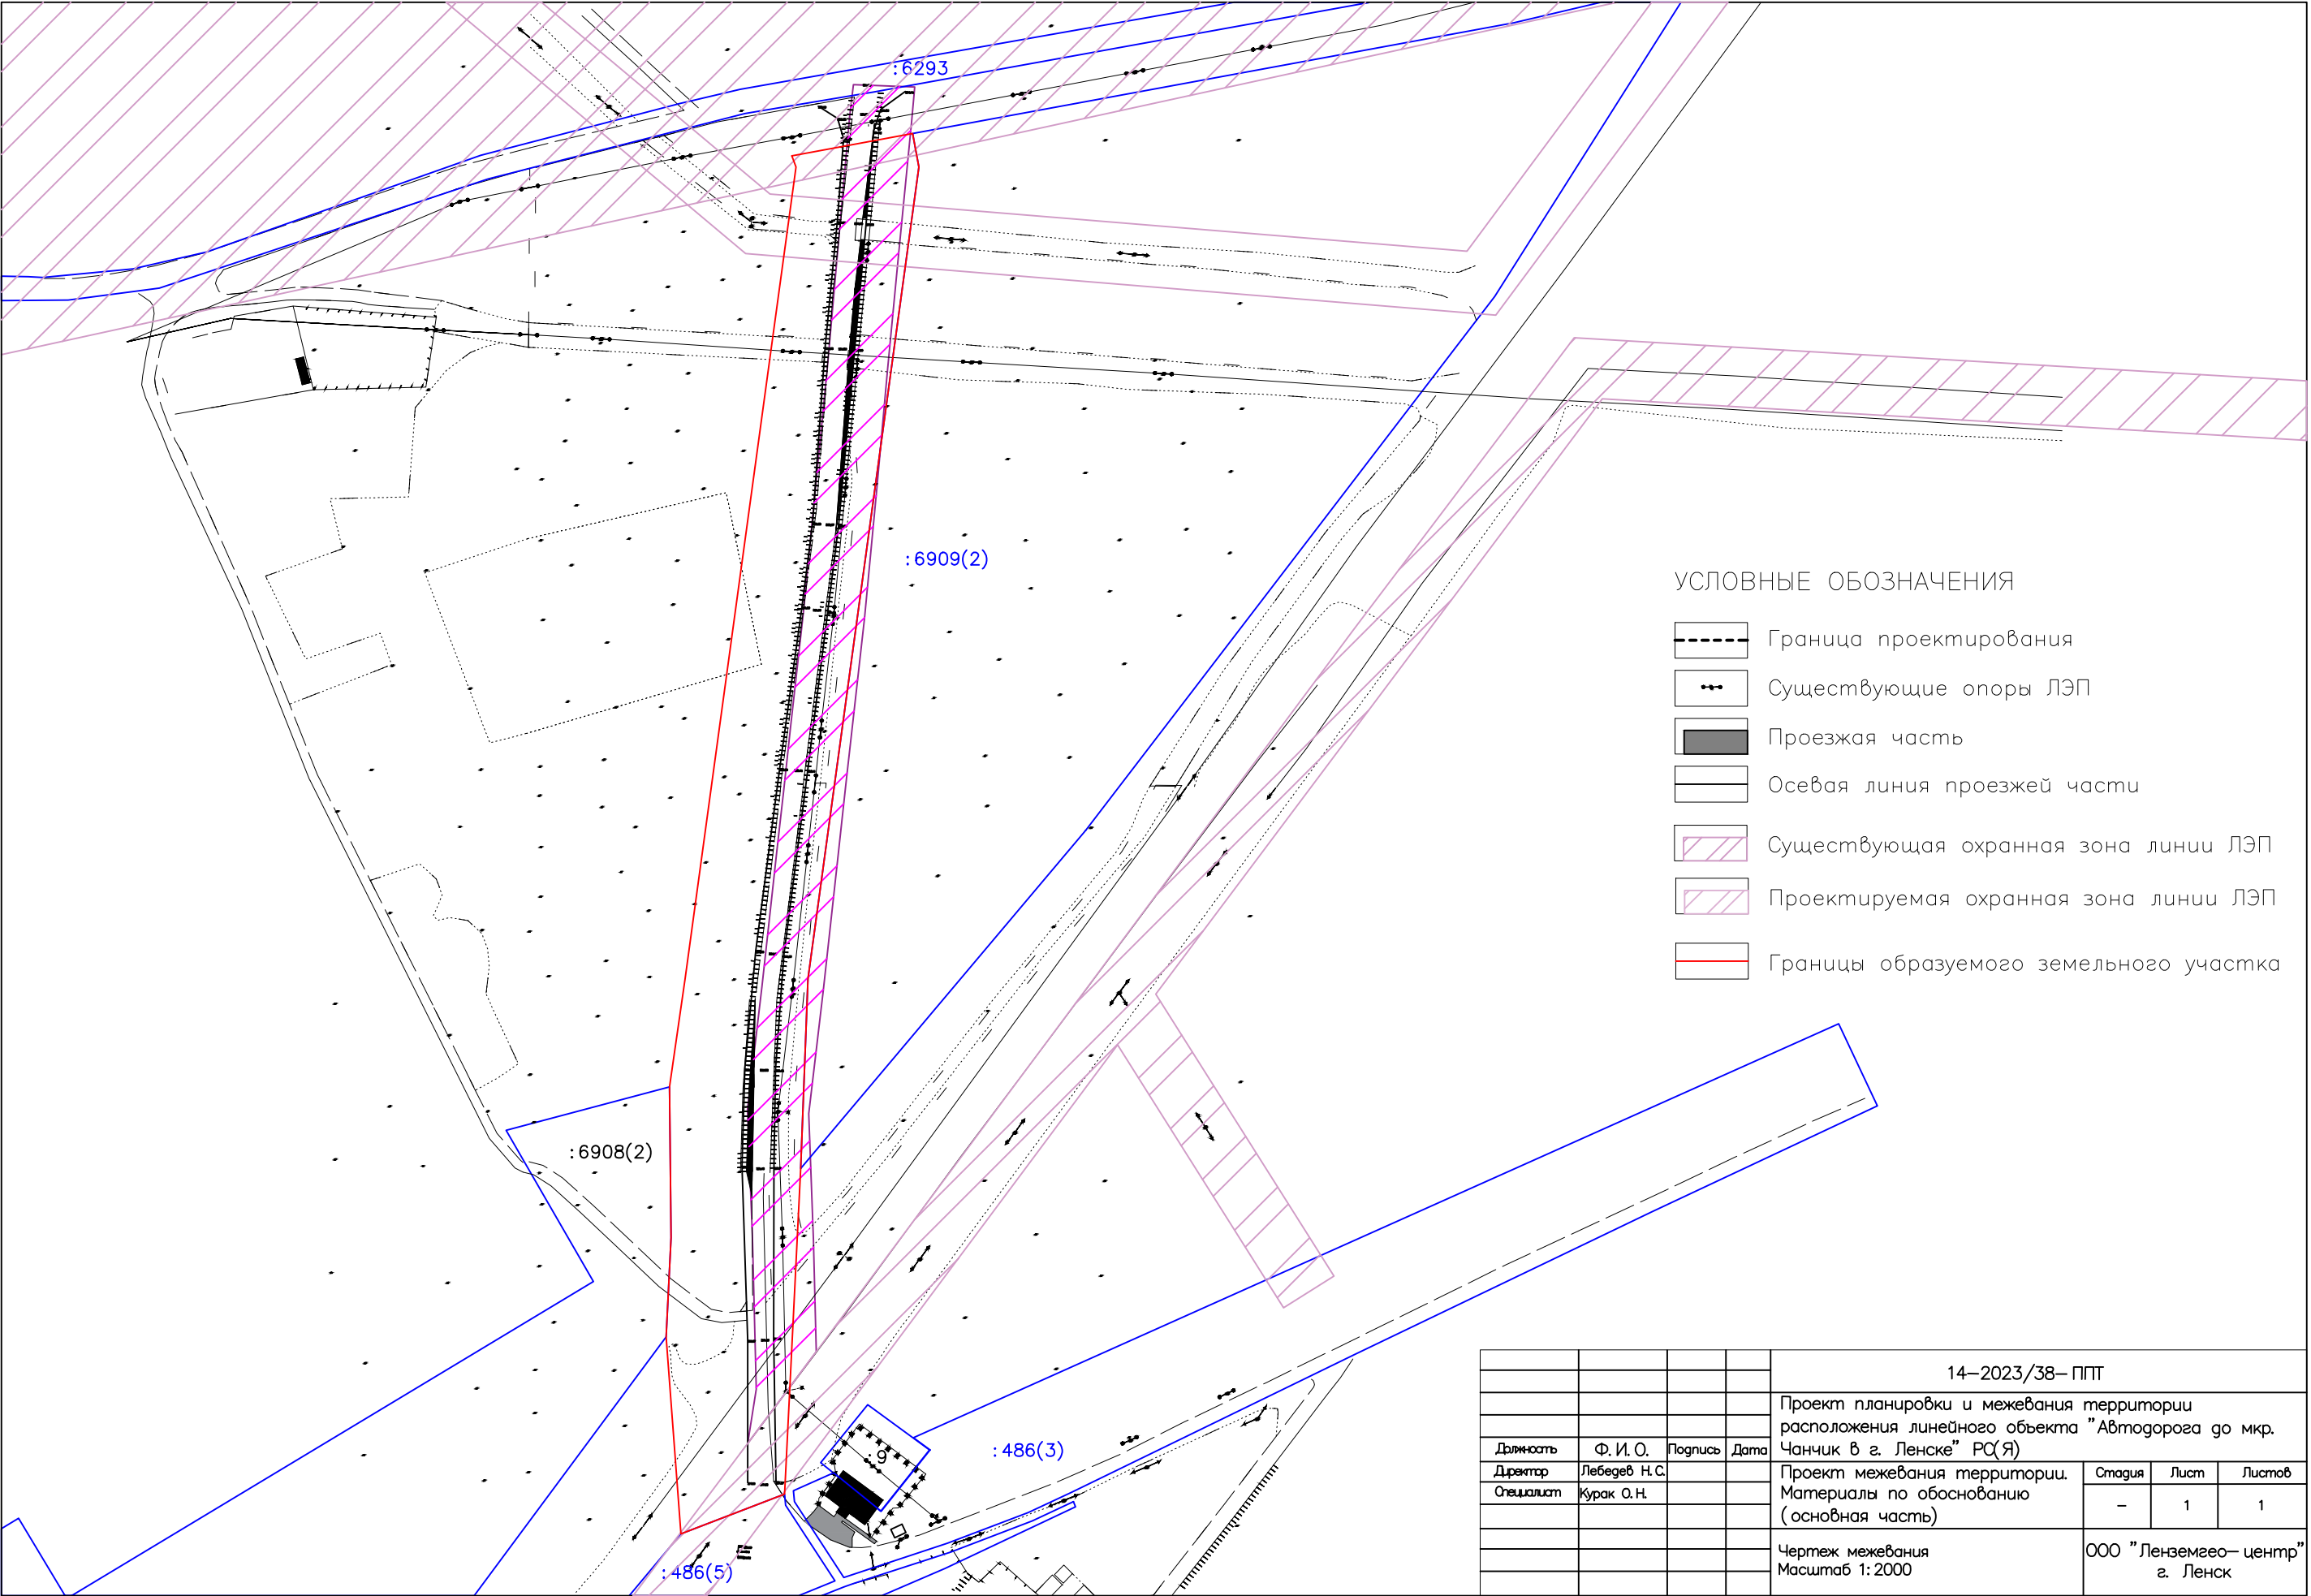 :6293
:6909(2)
УСЛОВНЫЕ ОБОЗНАЧЕНИЯ
Граница проектирования
Существующие опоры ЛЭП
Проезжая часть
Осевая линия проезжей части
Существующая охранная зона линии ЛЭП
Проектируемая охранная зона линии ЛЭП
Границы образуемого земельного участка
:6908(2)
:9
:486(3)
:486(5)
14-2023/38-ППТ
Проект планировки и межевания территории
расположения линейного объекта "Автодорога до мкр.
Чанчик в г. Ленске" РС(Я)
Должность Ф. И. О. Подпись Дата
Директор Лебедев Н. С.
Специалист Курак О. Н.
Проект межевания территории.
Материалы по обоснованию
(основная часть)
Стадия Лист Листов
- 1 1
Чертеж межевания
Масштаб 1:2000
ООО "Ленземгео-центр"
г. Ленск